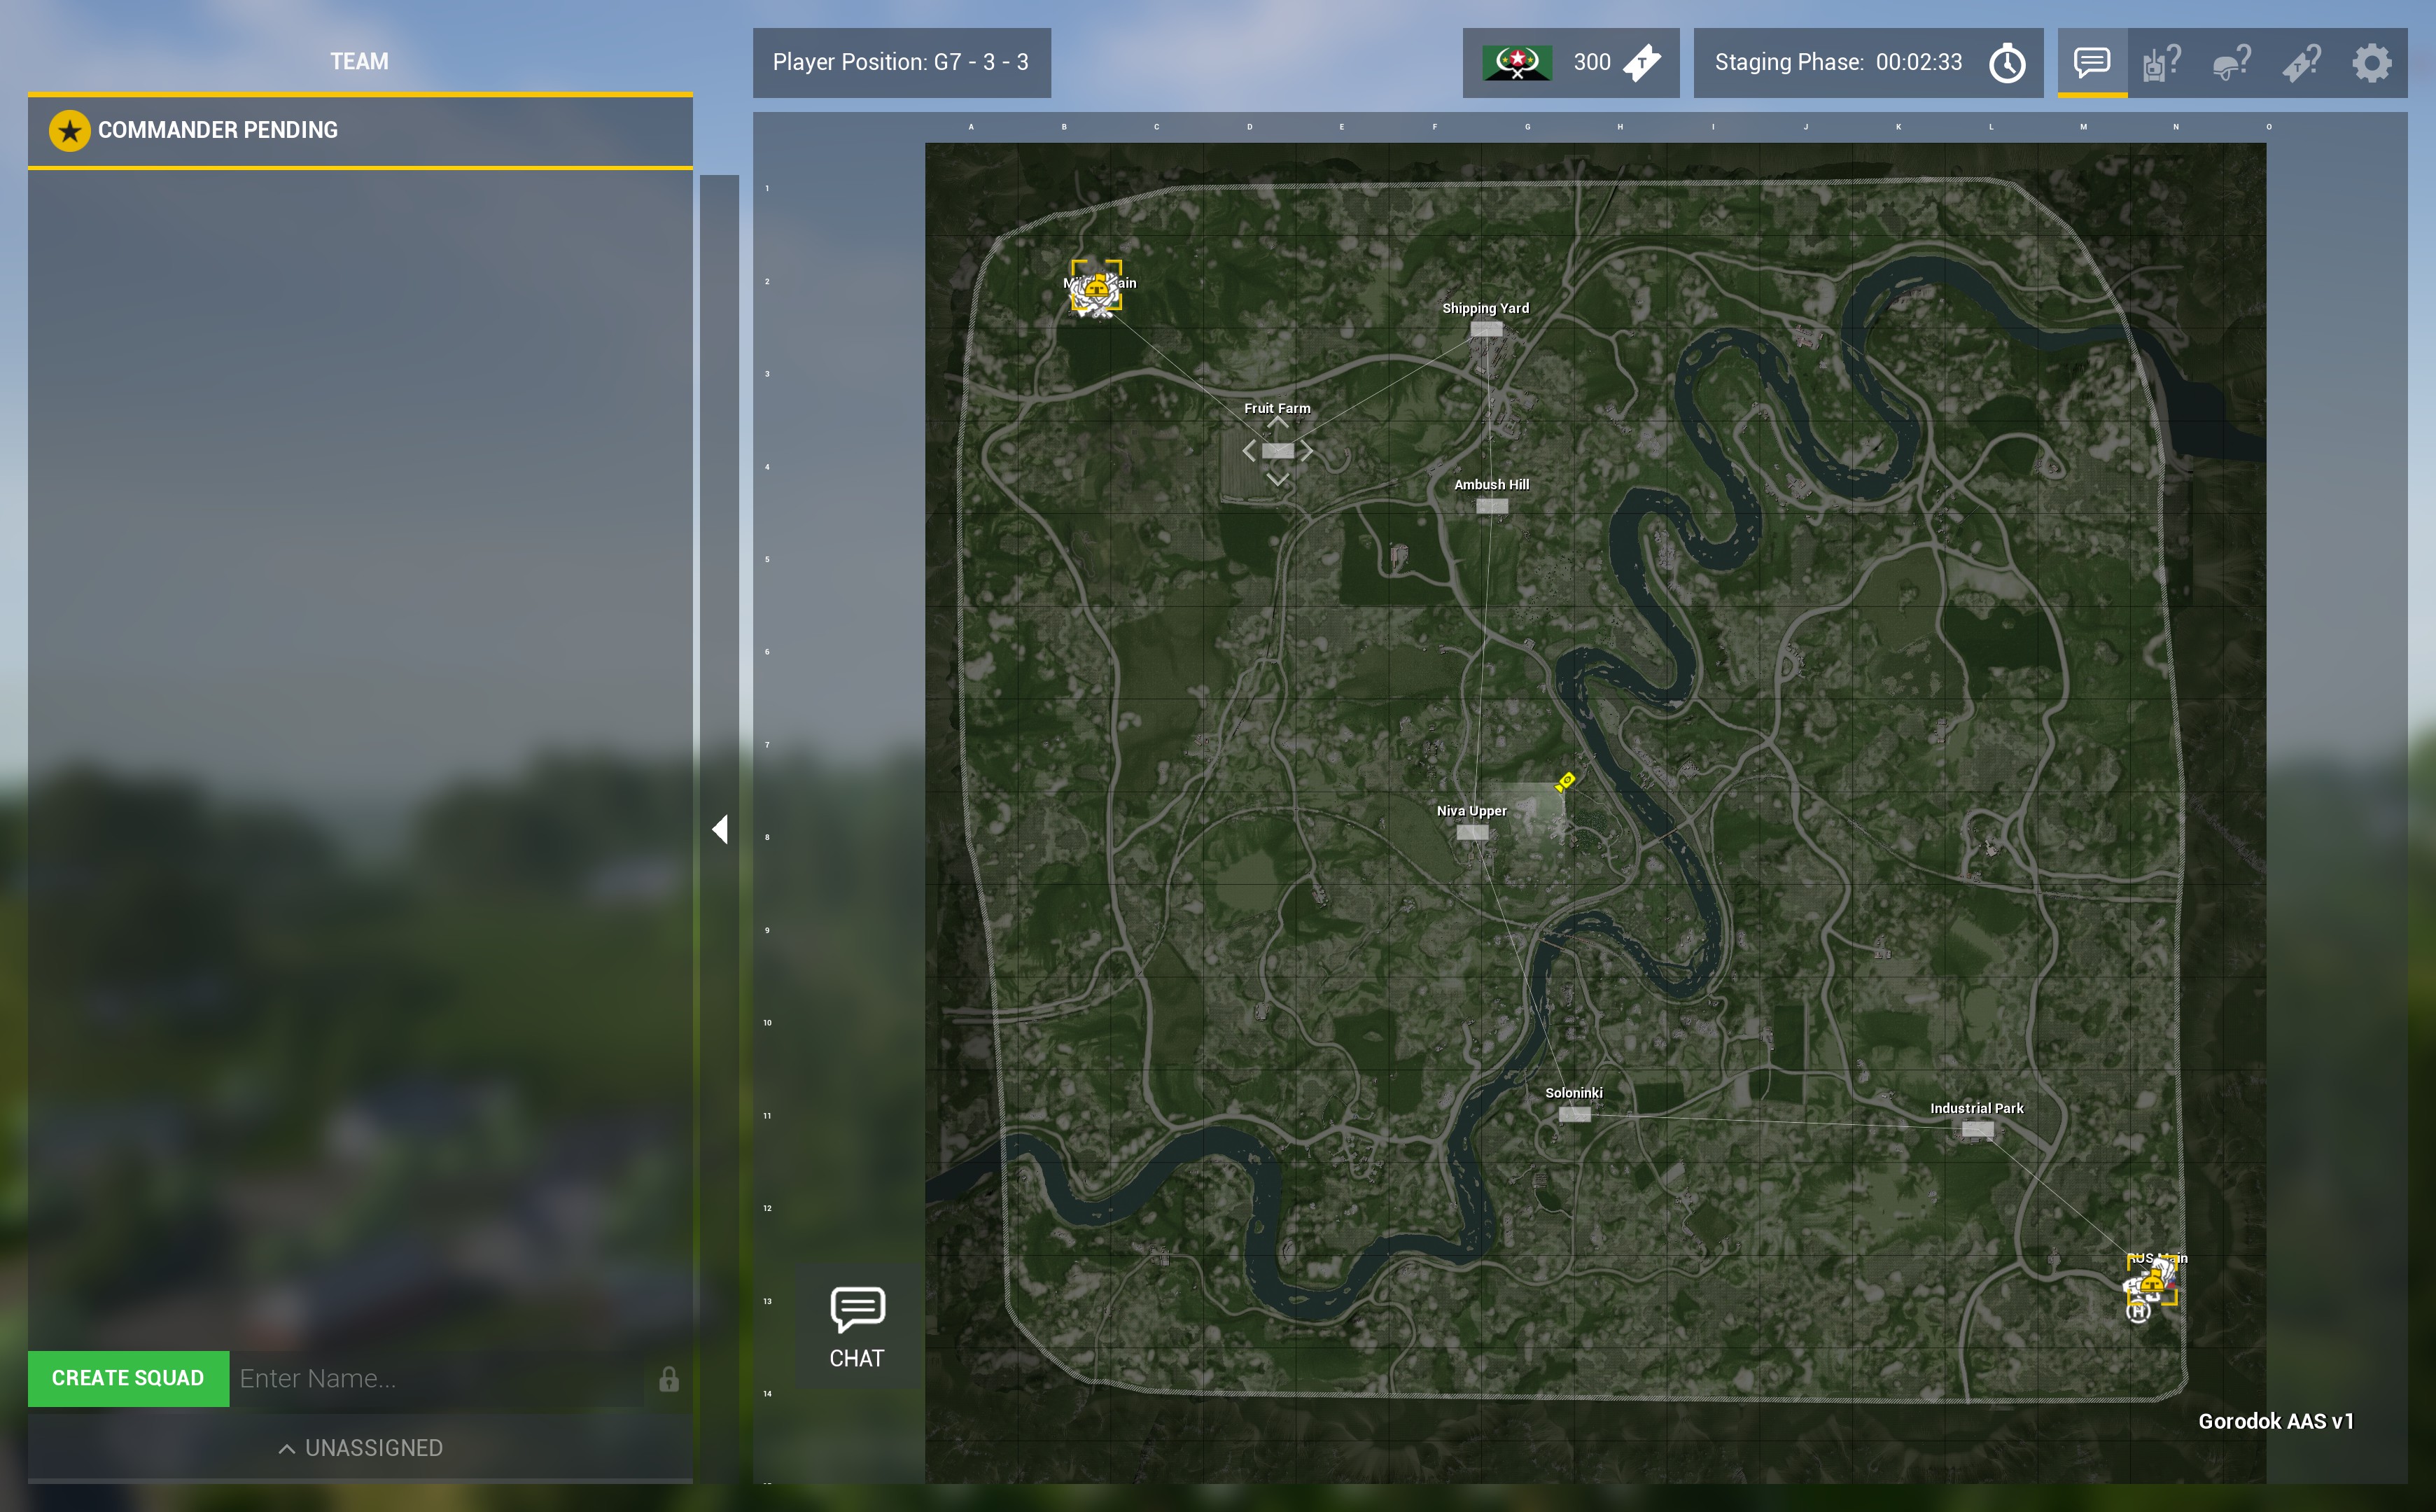 TEAM
Player Position: G7 - 3 - 3
300
Staging Phase: 00:02:33
COMMANDER PENDING
A B C D E F G H I J K L M N O
1
2
Shipping Yard
3
Fruit Farm
4
Ambush Hill
5
6
7
Niva Upper
8
9
10
Soloninki
11
Industrial Park
12
RUS Main
13
CHAT
CREATE SQUAD Enter Name...
14
Gorodok AAS v1
UNASSIGNED